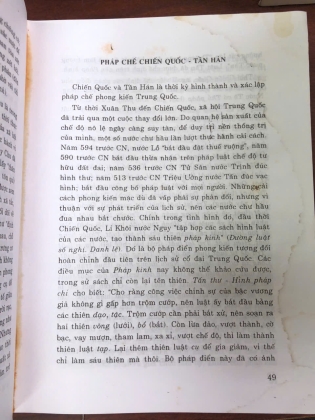 PHÁP CHẾ CHIẾN QUỐC - TẦN HÁN
Chiến Quốc và Tần Hán là thời kỳ hình thành và xác lập
pháp chế phong kiến Trung Quốc.
Từ thời Xuân Thu đến Chiến Quốc, xã hội Trung Quốc
đã trải qua một cuộc thay đổi lớn. Do quan hệ sản xuất của
chế độ nô lệ ngày càng suy tàn, để duy trì nền thống trị
của mình, một số nước chư hầu lần lượt thực hành cải cách.
Năm 594 trước CN, nước Lỗ "bắt đầu đặt thuế ruộng", năm
590 trước CN bắt đầu thừa nhận trên pháp luật chế độ tư
hữu đất đai; năm 536 trước CN Tử Sản nước Trịnh đúc
hình thư; năm 513 trước CN Triệu Ưởng nước Tấn đúc vạc
hình; bắt đầu công bố pháp luật với mọi người. Những cải
cách phong kiến mặc dù đã vấp phải sự phản đối, nhưng vì
thuận với sự phát triển của lịch sử, nên các nước chư hầu
đua nhau bắt chước. Chính trong tình hình đó, đầu thời
Chiến Quốc, Lí Khôi nước Ngụy "tập hợp các sách hình luật
của các nước, tạo thành sáu thiên pháp kinh" (Đường luật
sớ nghị. Danh lệ) Đó là bộ pháp điển phong kiến tương đối
hoàn chỉnh đầu tiên trên lịch sử cổ đại Trung Quốc. Các
điều mục của Pháp kinh nay không thể khảo cứu được,
trong sử sách chỉ còn lại tên thiên. Tấn thư - Hình pháp
chí cho biết: "Cho rằng công việc chính sự của bậc vương
giả không gì gấp hơn trộm cướp, nên luật ấy bắt đầu bằng
các thiên đạo, tặc. Trộm cướp cần phải bắt xử, nên soạn ra
hai thiên võng (lưới), bổ (bắt). Còn lừa đảo, vượt thành, cờ
bạc, vay mượn, tham lam, xa xỉ, vượt chế độ, thì làm thành
thiên luật tạp. Lại thêm thiên luật cụ để gia giảm, vì thế
chỉ làm sáu thiên mà thôi. Bộ pháp điển này đã có ảnh
49